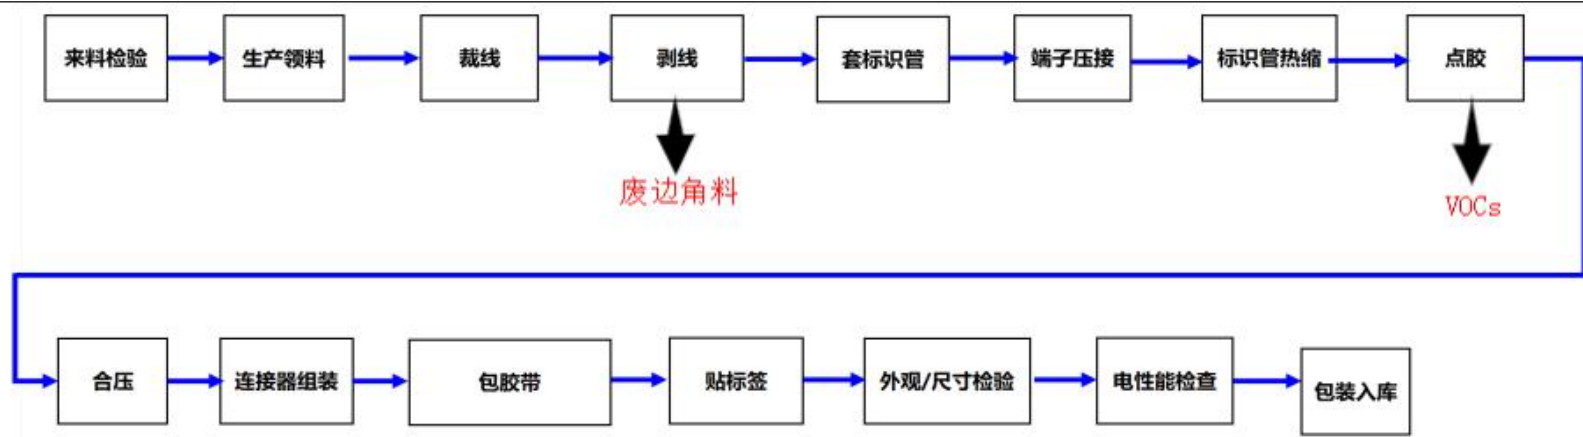 来料检验
生产领料
裁线
剥线
套标识管
端子压接
标识管热缩
点胶
废边角料
VOCs
合压
连接器组装
包胶带
贴标签
外观/尺寸检验
电性能检查
包装入库